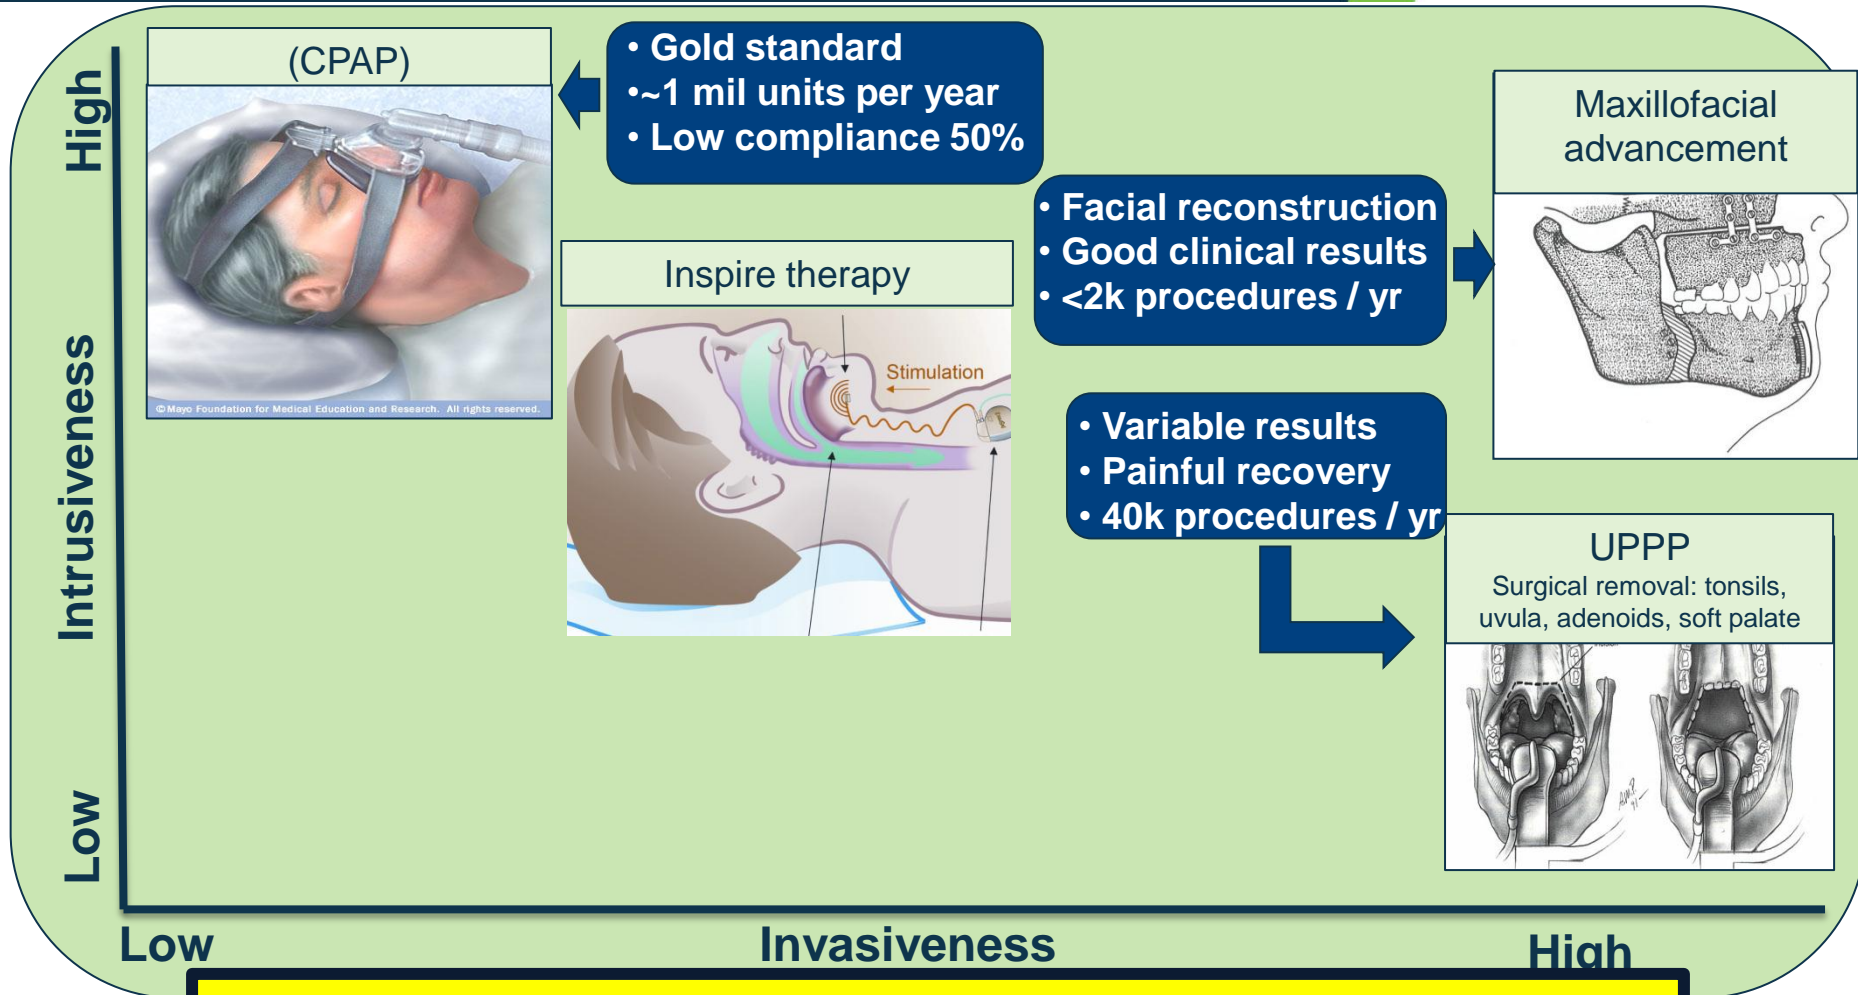 (CPAP)
• Gold standard
•~1 mil units per year
• Low compliance 50%
Maxillofacial
advancement
• Facial reconstruction
• Good clinical results
• <2k procedures / yr
Inspire therapy
Stimulation
© Mayo Foundation for Medical Education and Research. All rights reserved.
• Variable results
• Painful recovery
• 40k procedures / yr
UPPP
Surgical removal: tonsils,
uvula, adenoids, soft palate
High
Intrusiveness
Low
Low
Invasiveness
High